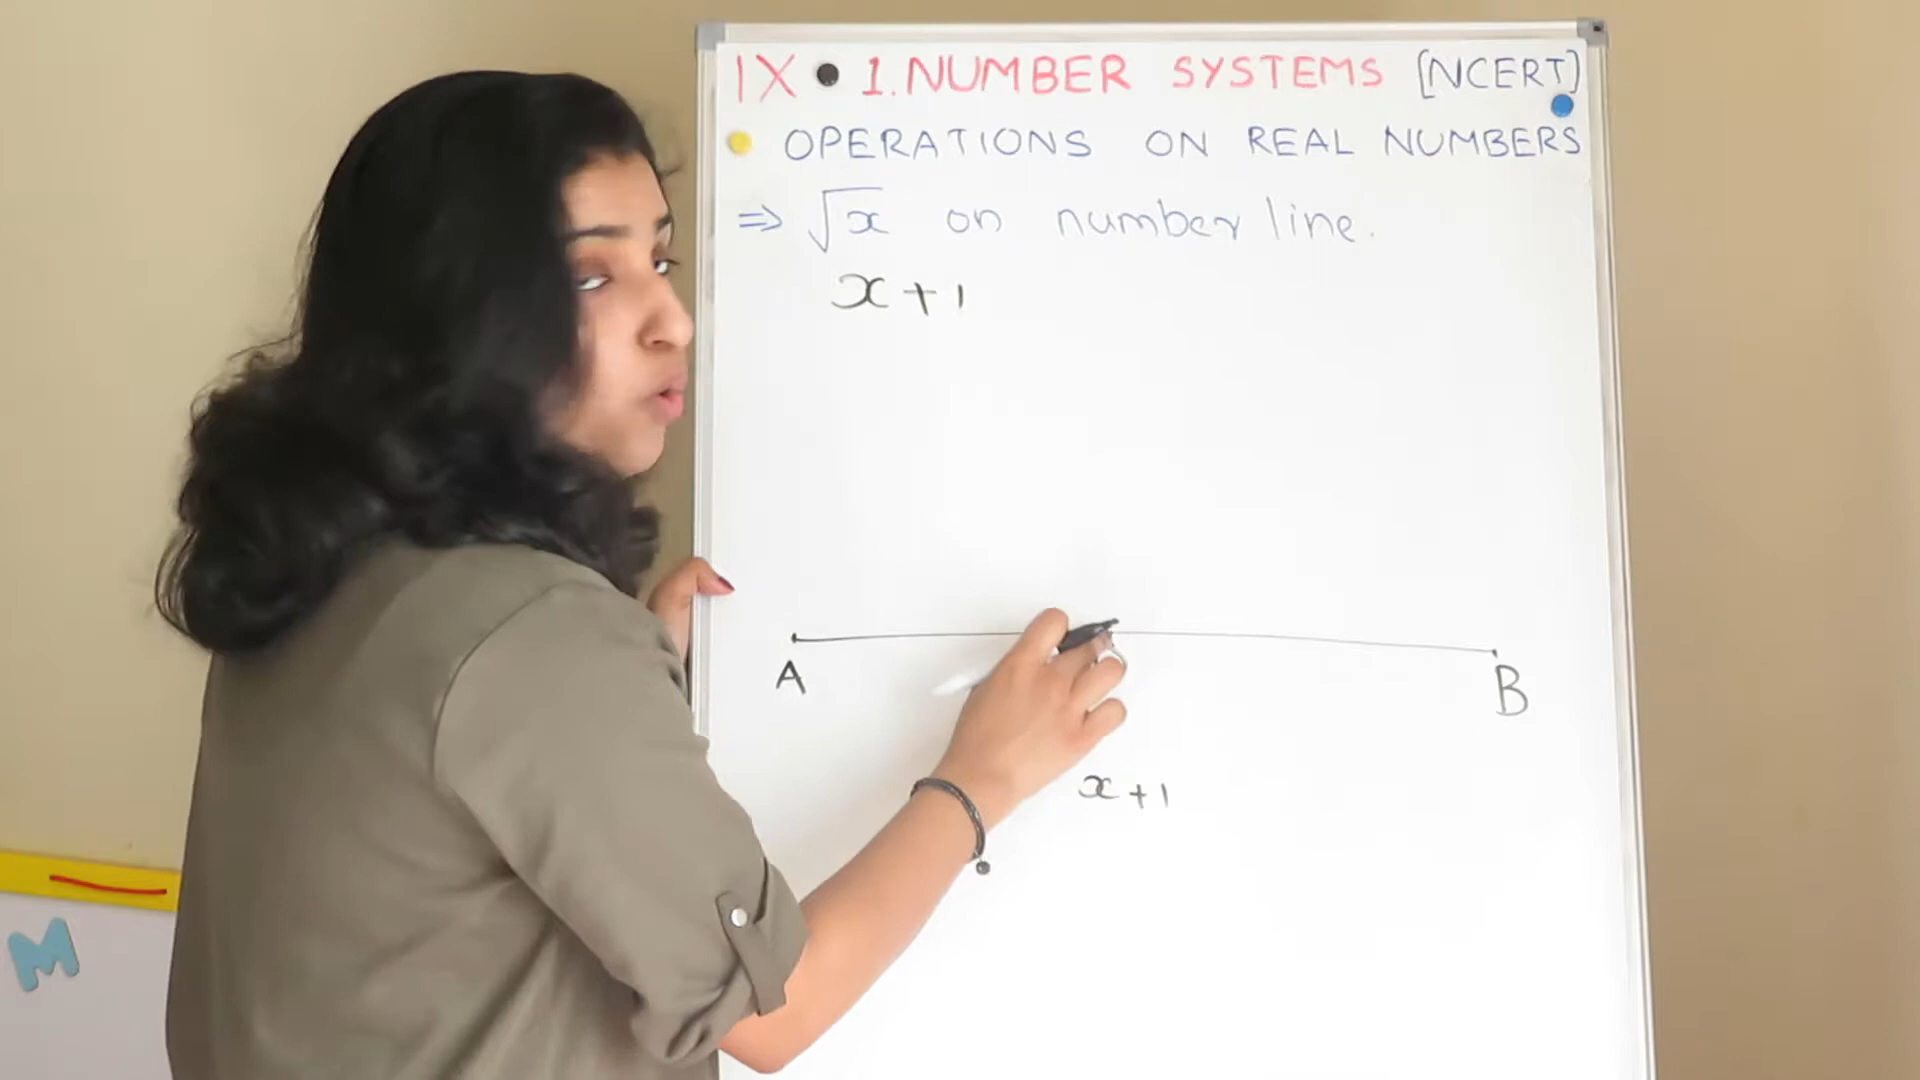 IX • 1. NUMBER SYSTEMS [NCERT]
OPERATIONS ON REAL NUMBERS
⇒ √x on number line.
x + 1
A
B
x + 1
M